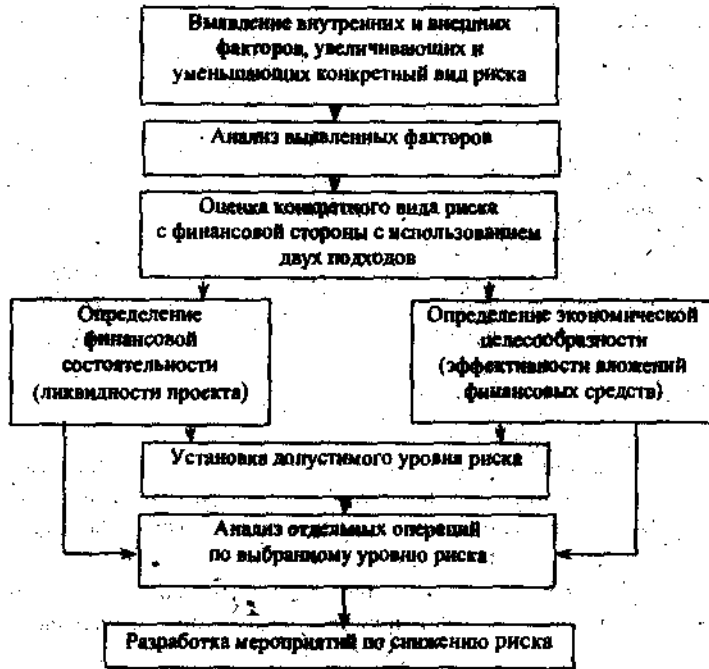 Выявление внутренних и внешних
факторов, увеличивающих и
уменьшающих конкретный вид риска
Анализ выявленных факторов
Оценка конкретного вида риска
с финансовой стороны с использованием
двух подходов
Определение
финансовой
состоятельности
(ликвидности проекта)
Определение экономической
целесообразности
(эффективности вложений
финансовых средств)
Установка допустимого уровня риска
Анализ отдельных операций
по выбранному уровню риска
Разработка мероприятий по снижению риска